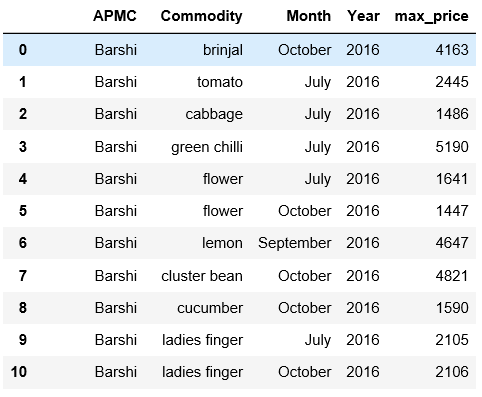 APMC Commodity Month Year max_price
0 Barshi brinjal October 2016 4163
1 Barshi tomato July 2016 2445
2 Barshi cabbage July 2016 1486
3 Barshi green chilli July 2016 5190
4 Barshi flower July 2016 1641
5 Barshi flower October 2016 1447
6 Barshi lemon September 2016 4647
7 Barshi cluster bean October 2016 4821
8 Barshi cucumber October 2016 1590
9 Barshi ladies finger July 2016 2105
10 Barshi ladies finger October 2016 2106